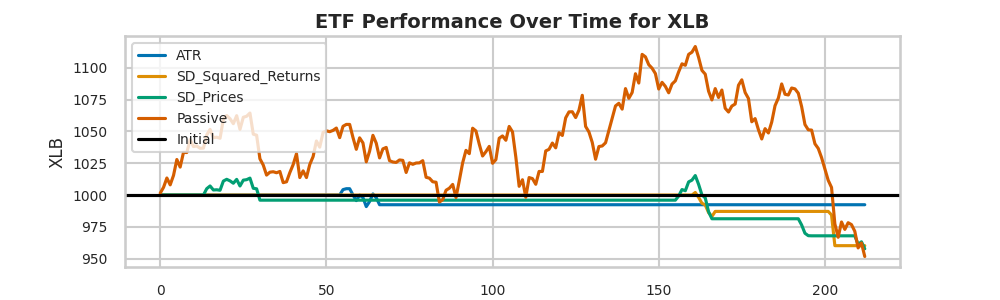 ETF Performance Over Time for XLB
XLB
1100
1075
1050
1025
1000
975
950
ATR
SD_Squared_Returns
SD_Prices
Passive
Initial
0
50
100
150
200